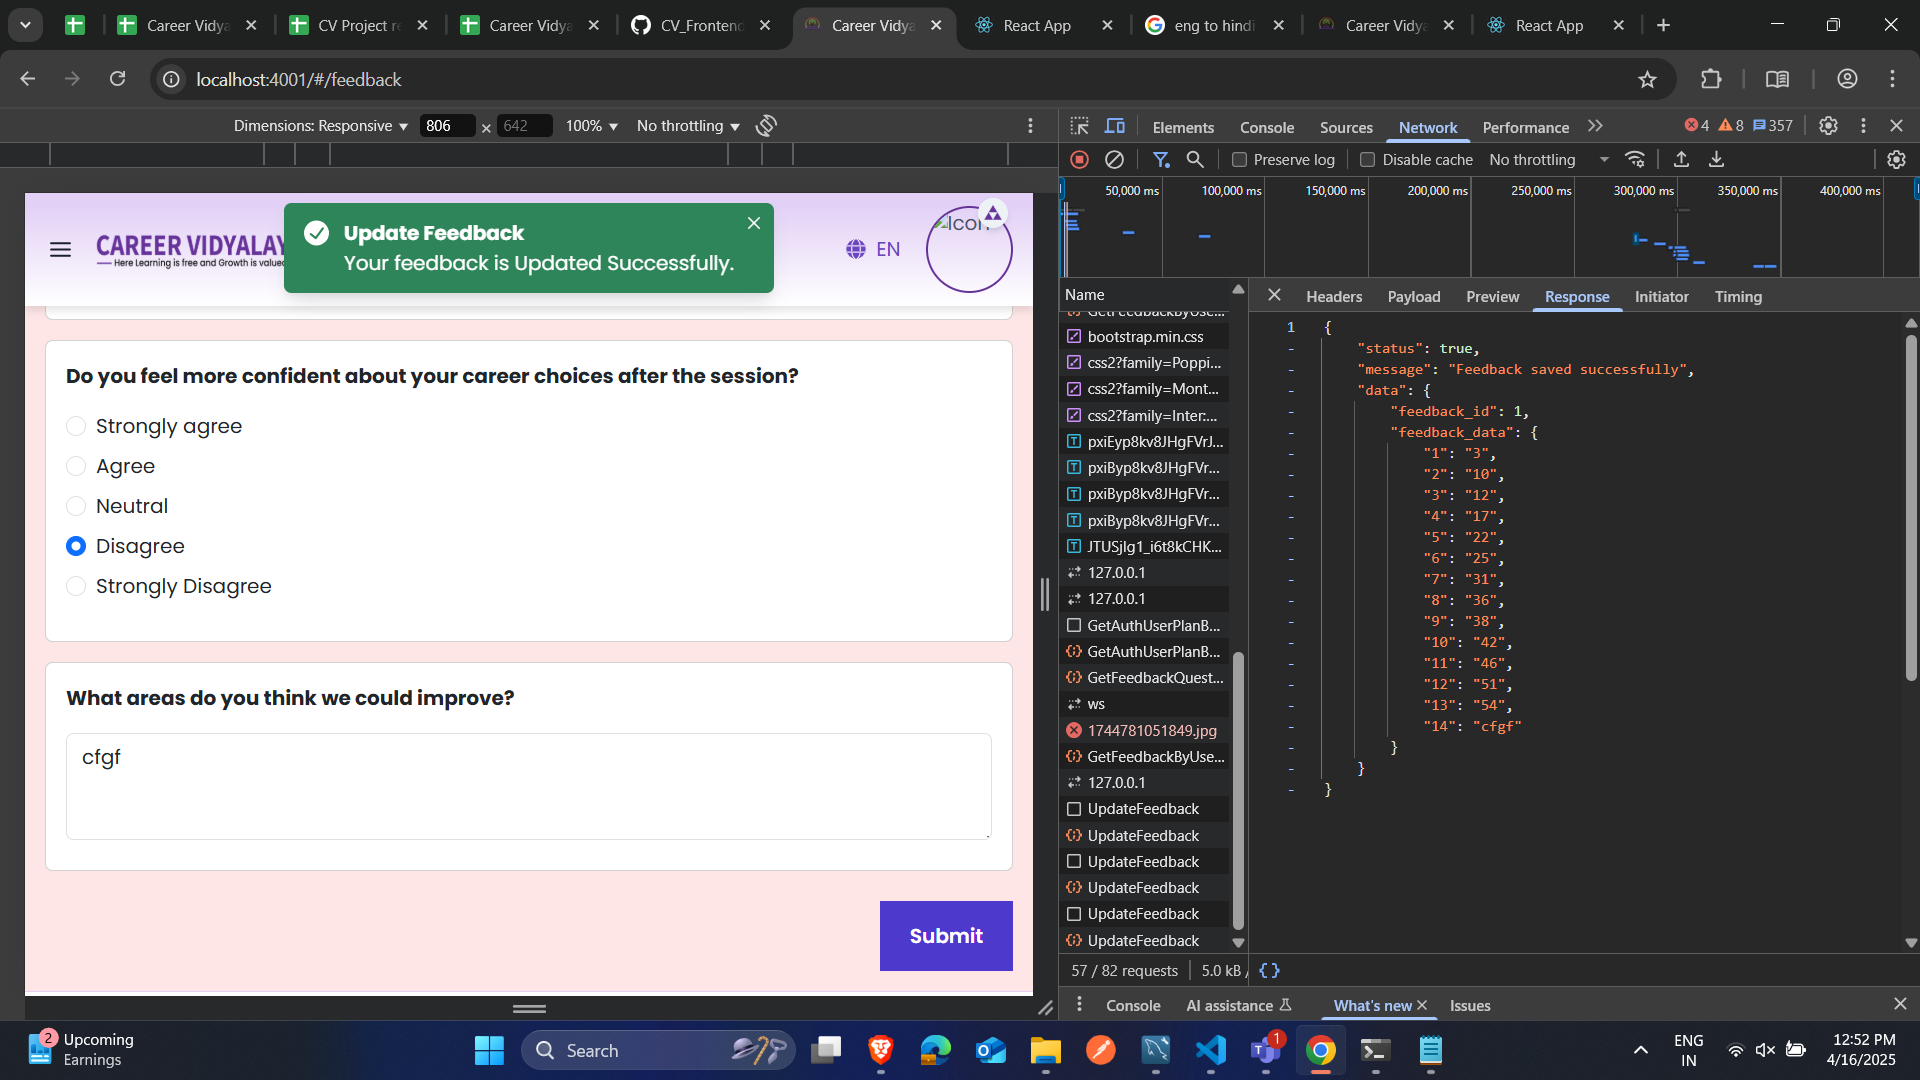 Career Vidya
CV Project re
Career Vidya
CV_Frontend
Career Vidya
React App
eng to hindi
Career Vidya
React App
localhost:4001/#/feedback
Dimensions: Responsive
806
×
642
100%
No throttling
Elements
Console
Sources
Network
Performance
4
8
357
Preserve log
Disable cache
No throttling
50,000 ms
100,000 ms
150,000 ms
200,000 ms
250,000 ms
300,000 ms
350,000 ms
400,000 ms
CAREER VIDYALAY
Here Learning is free and Growth is valued
Update Feedback
Your feedback is Updated Successfully.
EN
Icon
Do you feel more confident about your career choices after the session?
Strongly agree
Agree
Neutral
Disagree
Strongly Disagree
What areas do you think we could improve?
cfgf
Submit
Name
GetFeedbackByUse...
bootstrap.min.css
css2?family=Poppi...
css2?family=Mont...
css2?family=Inter:...
pxiEyp8kv8JHgFVrJ...
pxiByp8kv8JHgFVr...
pxiByp8kv8JHgFVr...
pxiByp8kv8JHgFVr...
JTUSjIg1_i6t8kCHK...
127.0.0.1
127.0.0.1
GetAuthUserPlanB...
GetAuthUserPlanB...
GetFeedbackQuest...
ws
1744781051849.jpg
GetFeedbackByUse...
127.0.0.1
UpdateFeedback
UpdateFeedback
UpdateFeedback
UpdateFeedback
UpdateFeedback
UpdateFeedback
57 / 82 requests
5.0 kB /
Headers
Payload
Preview
Response
Initiator
Timing
1 {
- "status": true,
- "message": "Feedback saved successfully",
- "data": {
- "feedback_id": 1,
- "feedback_data": {
- "1": "3",
- "2": "10",
- "3": "12",
- "4": "17",
- "5": "22",
- "6": "25",
- "7": "31",
- "8": "36",
- "9": "38",
- "10": "42",
- "11": "46",
- "12": "51",
- "13": "54",
- "14": "cfgf"
- }
- }
- }
{}
Console
AI assistance
What's new
Issues
2
Upcoming
Earnings
Search
1
ENG
IN
12:52 PM
4/16/2025